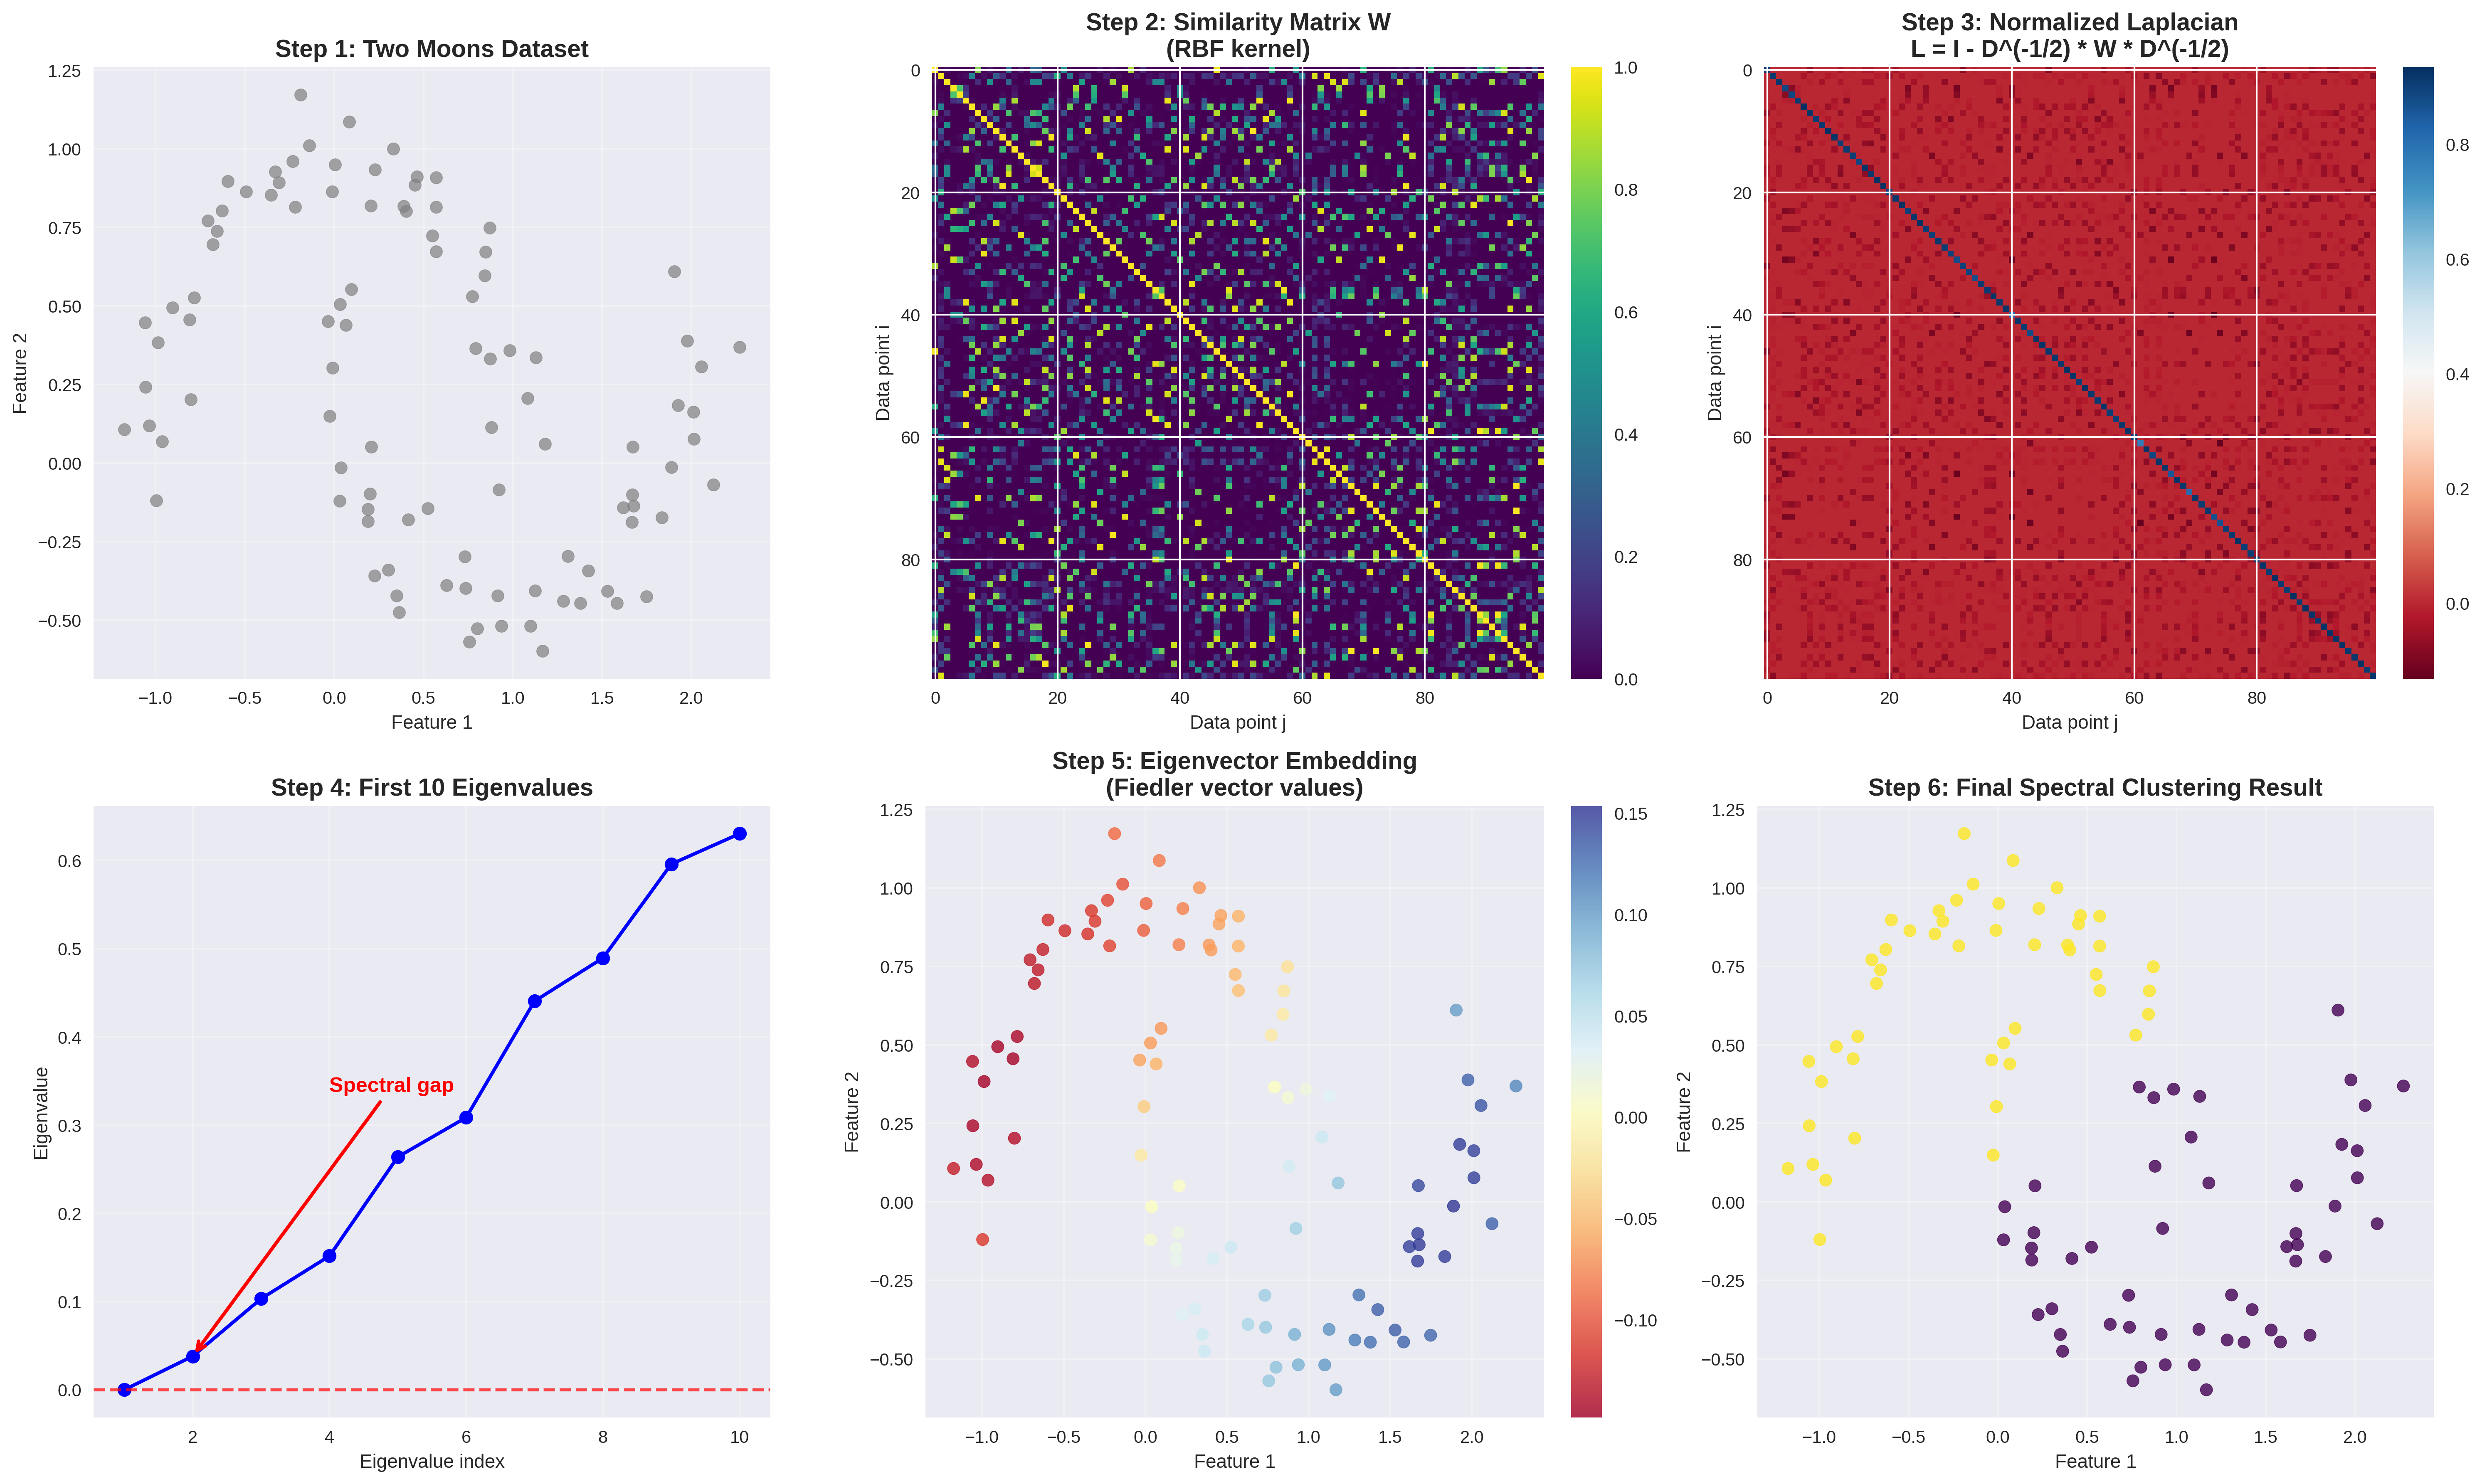 Step 1: Two Moons Dataset
1.25
1.00
0.75
0.50
0.25
0.00
−0.25
−0.50
Feature 2
−1.0 −0.5 0.0 0.5 1.0 1.5 2.0
Feature 1
Step 2: Similarity Matrix W
(RBF kernel)
0
20
40
60
80
Data point i
0 20 40 60 80
Data point j
1.0
0.8
0.6
0.4
0.2
0.0
Step 3: Normalized Laplacian
L = I - D^(-1/2) * W * D^(-1/2)
0
20
40
60
80
Data point i
0 20 40 60 80
Data point j
0.8
0.6
0.4
0.2
0.0
Step 4: First 10 Eigenvalues
0.6
0.5
0.4
0.3
0.2
0.1
0.0
Eigenvalue
Spectral gap
2 4 6 8 10
Eigenvalue index
Step 5: Eigenvector Embedding
(Fiedler vector values)
1.25
1.00
0.75
0.50
0.25
0.00
−0.25
−0.50
Feature 2
−1.0 −0.5 0.0 0.5 1.0 1.5 2.0
Feature 1
0.15
0.10
0.05
0.00
−0.05
−0.10
Step 6: Final Spectral Clustering Result
1.25
1.00
0.75
0.50
0.25
0.00
−0.25
−0.50
Feature 2
−1.0 −0.5 0.0 0.5 1.0 1.5 2.0
Feature 1